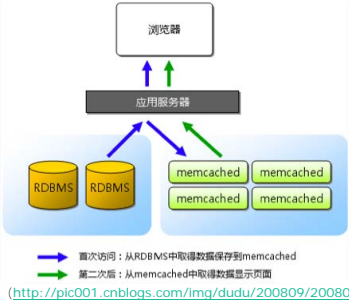 浏览器
应用服务器
RDBMS RDBMS
memcached memcached
memcached memcached
首次访问：从RDBMS中取得数据保存到memcached
第二次后：从memcached中取得数据显示页面
(http://pic001.cnblogs.com/img/dudu/200809/20080